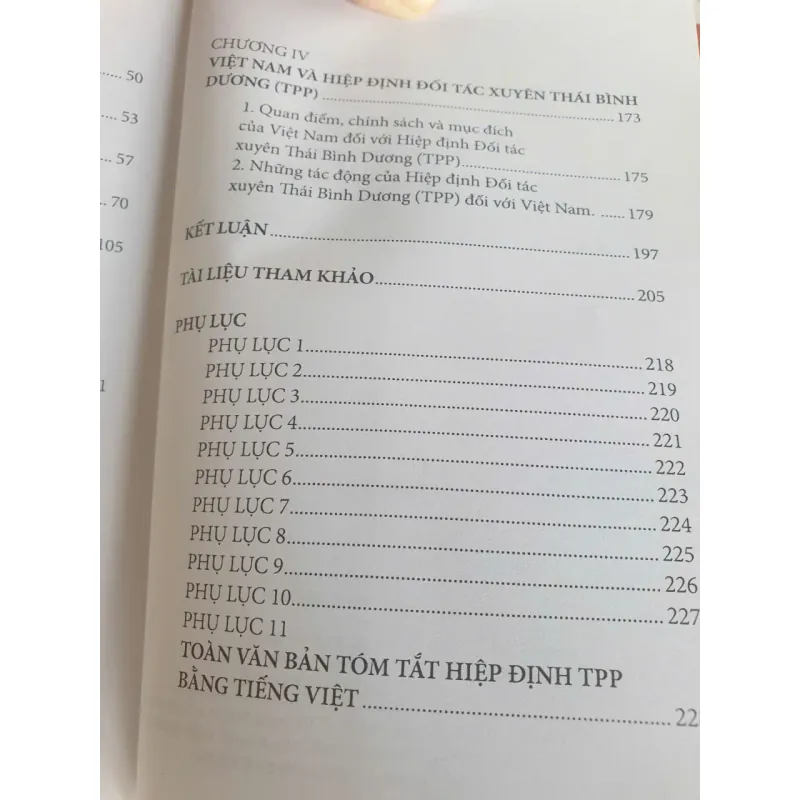 50
53
57
70
105
1
CHƯƠNG IV
VIỆT NAM VÀ HIỆP ĐỊNH ĐỐI TÁC XUYÊN THÁI BÌNH
DƯƠNG (TPP) 173
1. Quan điểm, chính sách và mục đích
của Việt Nam đối với Hiệp định Đối tác
xuyên Thái Bình Dương (TPP) 175
2. Những tác động của Hiệp định Đối tác
xuyên Thái Bình Dương (TPP) đối với Việt Nam. 179
KẾT LUẬN 197
TÀI LIỆU THAM KHẢO 205
PHỤ LỤC
PHỤ LỤC 1 218
PHỤ LỤC 2 219
PHỤ LỤC 3 220
PHỤ LỤC 4 221
PHỤ LỤC 5 222
PHỤ LỤC 6 223
PHỤ LỤC 7 224
PHỤ LỤC 8 225
PHỤ LỤC 9 226
PHỤ LỤC 10 227
PHỤ LỤC 11
TOÀN VĂN BẢN TÓM TẮT HIỆP ĐỊNH TPP
BẰNG TIẾNG VIỆT